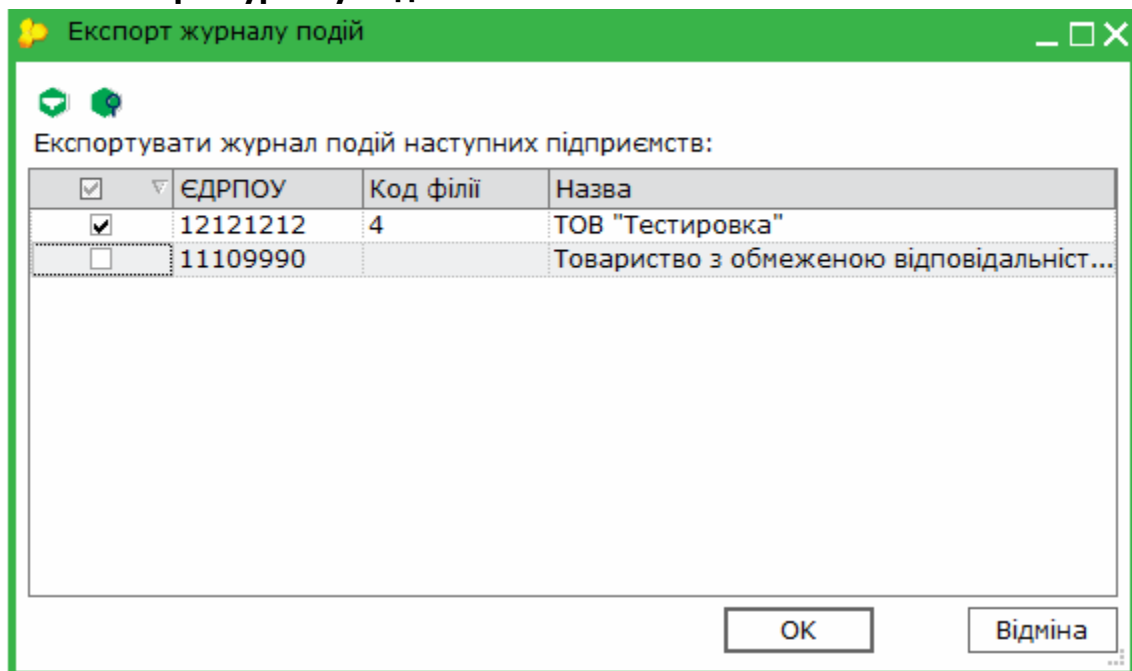 Експорт журналу подій
Експортувати журнал подій наступних підприємств:
ЄДРПОУ Код філії Назва
12121212 4 ТОВ "Тестировка"
11109990 Товариство з обмеженою відповідальніст...
OK Відміна